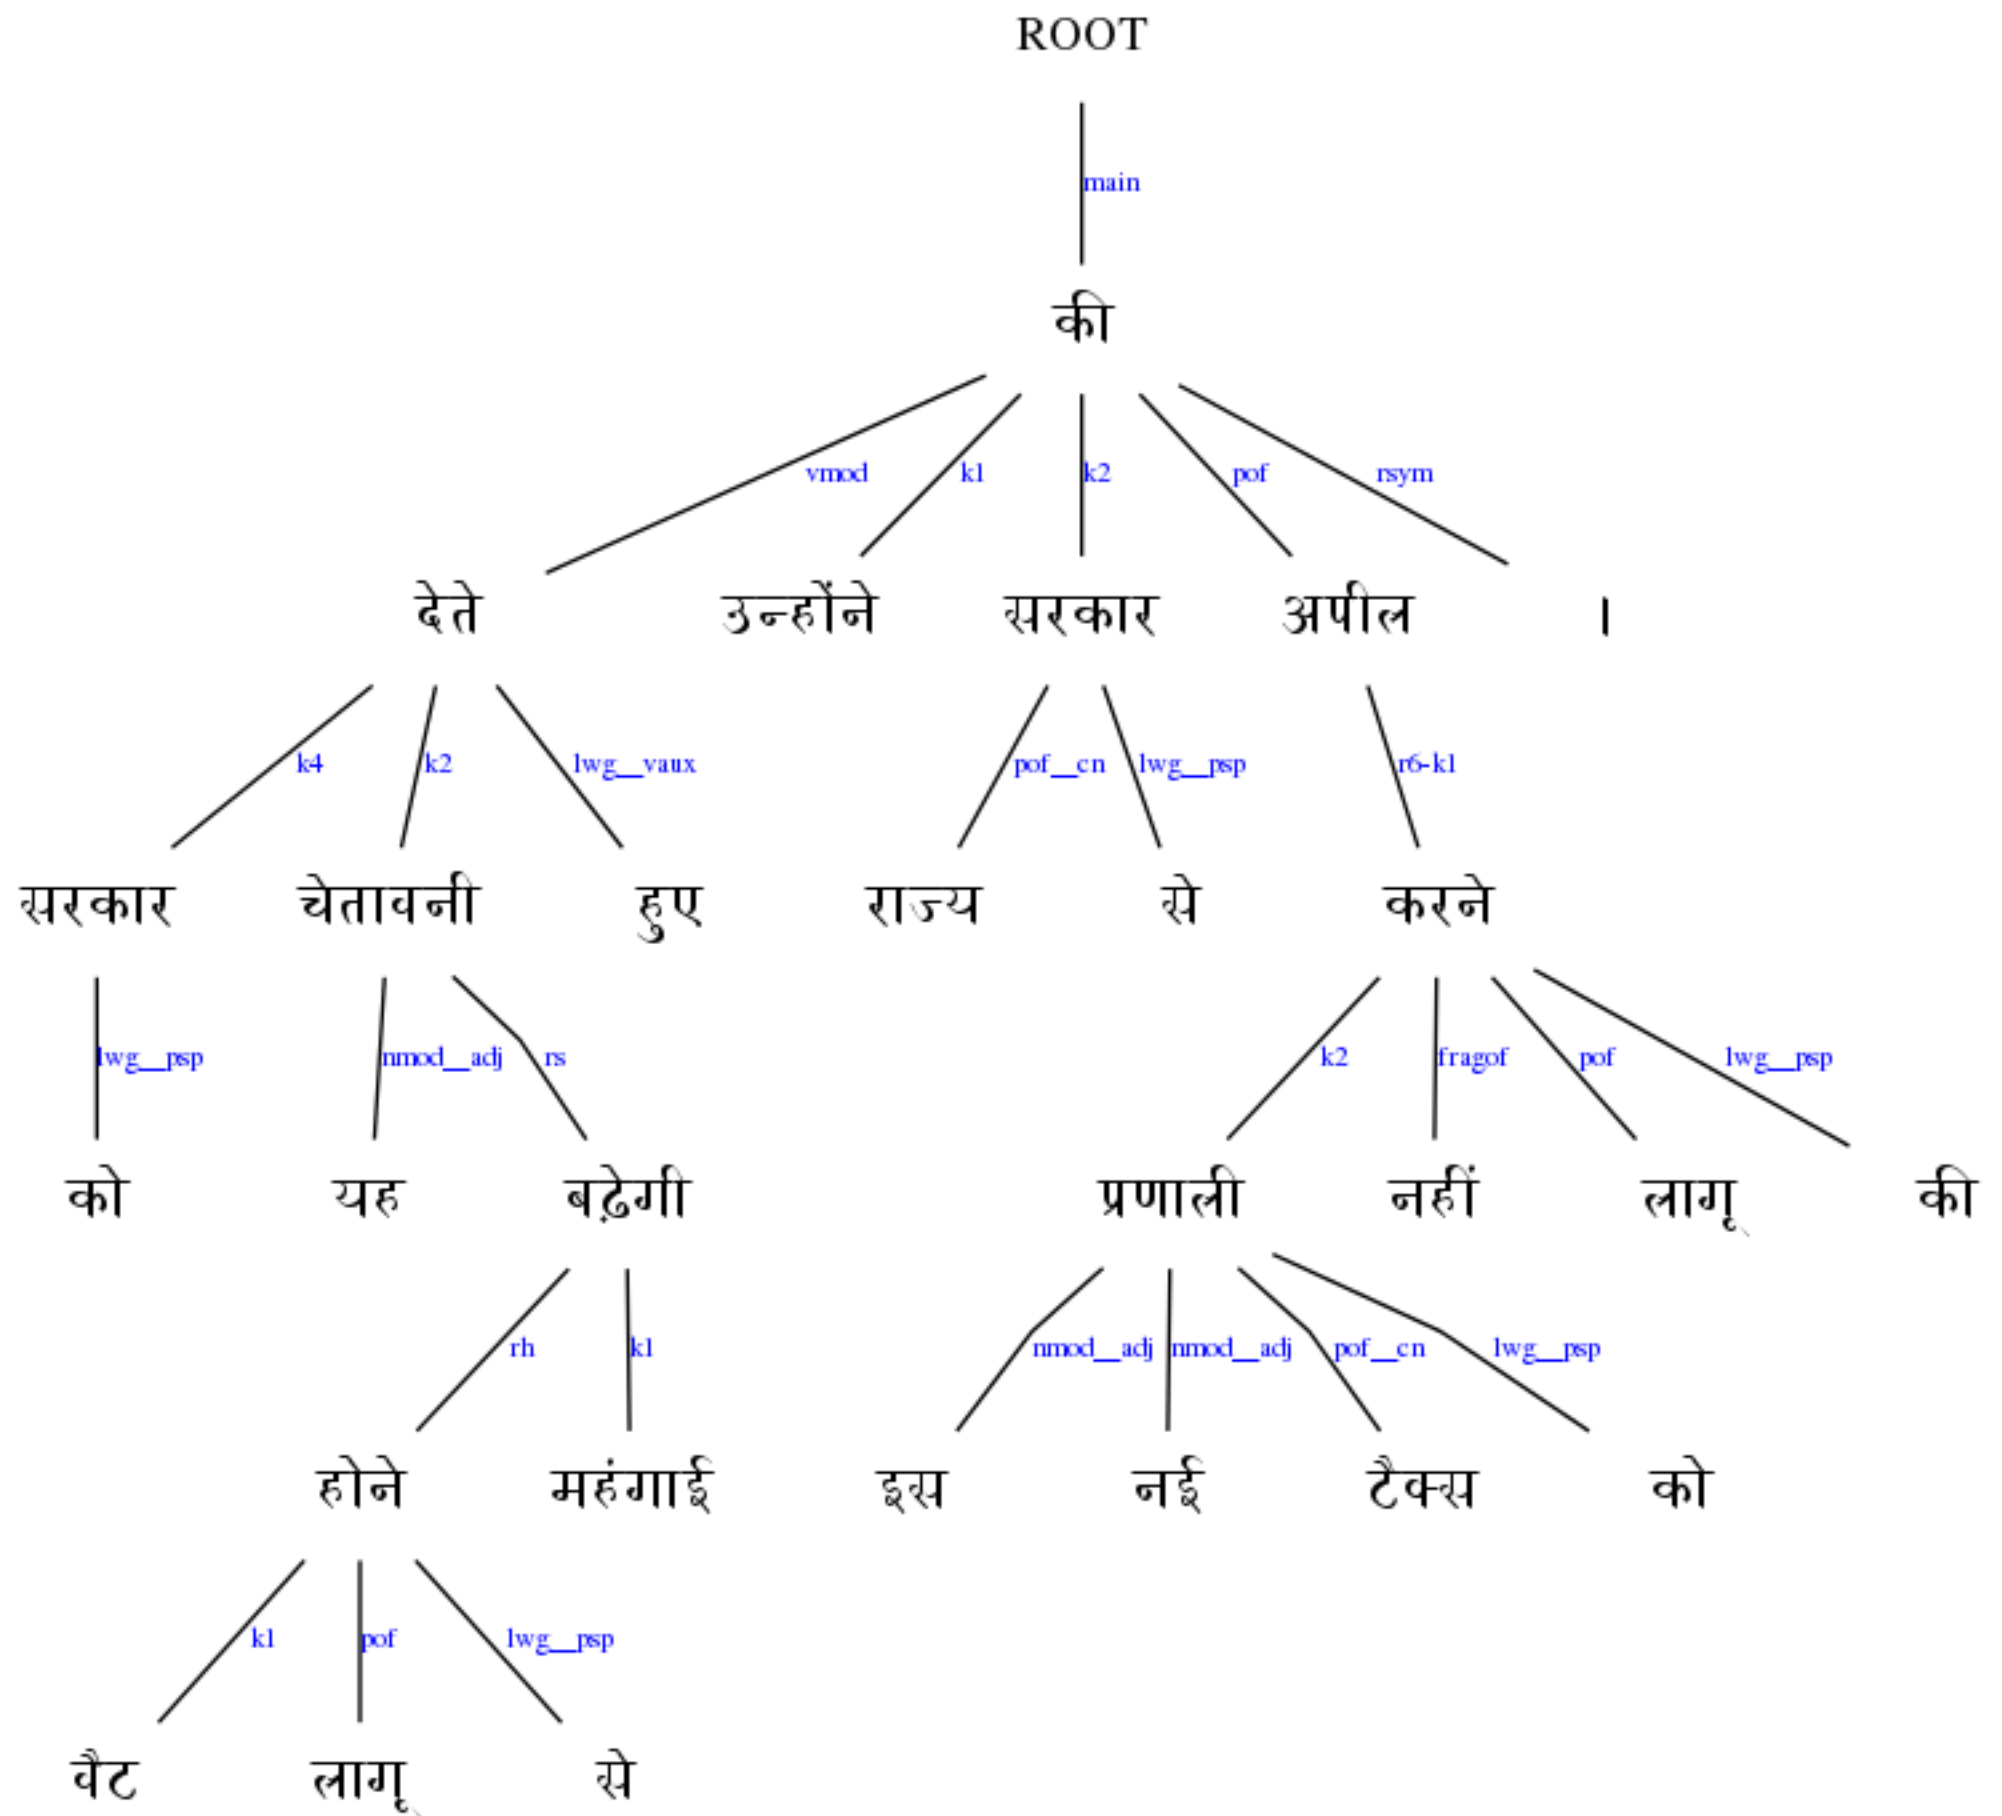 ROOT
main
की
vmod k1 k2 pof rsym
देते उन्होंने सरकार अपील ।
k4 k2 lwg__vaux pof__cn lwg__psp r6-k1
सरकार चेतावनी हुए राज्य से करने
lwg__psp nmod__adj rs k2 fragof pof lwg__psp
को यह बढ़ेगी प्रणाली नहीं लागू की
rh k1 nmod__adj nmod__adj pof__cn lwg__psp
होने महंगाई इस नई टैक्स को
k1 pof lwg__psp
वैट लागू से